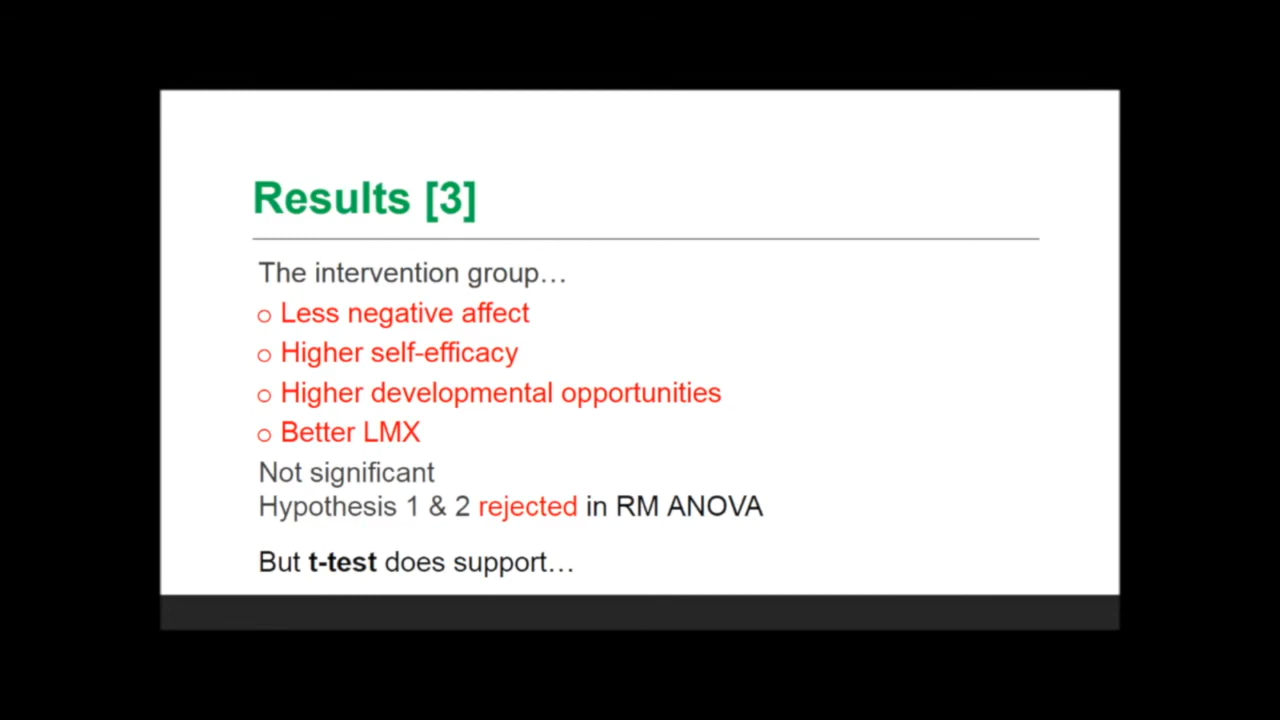 Results [3]
The intervention group…
o Less negative affect
o Higher self-efficacy
o Higher developmental opportunities
o Better LMX
Not significant
Hypothesis 1 & 2 rejected in RM ANOVA
But t-test does support…